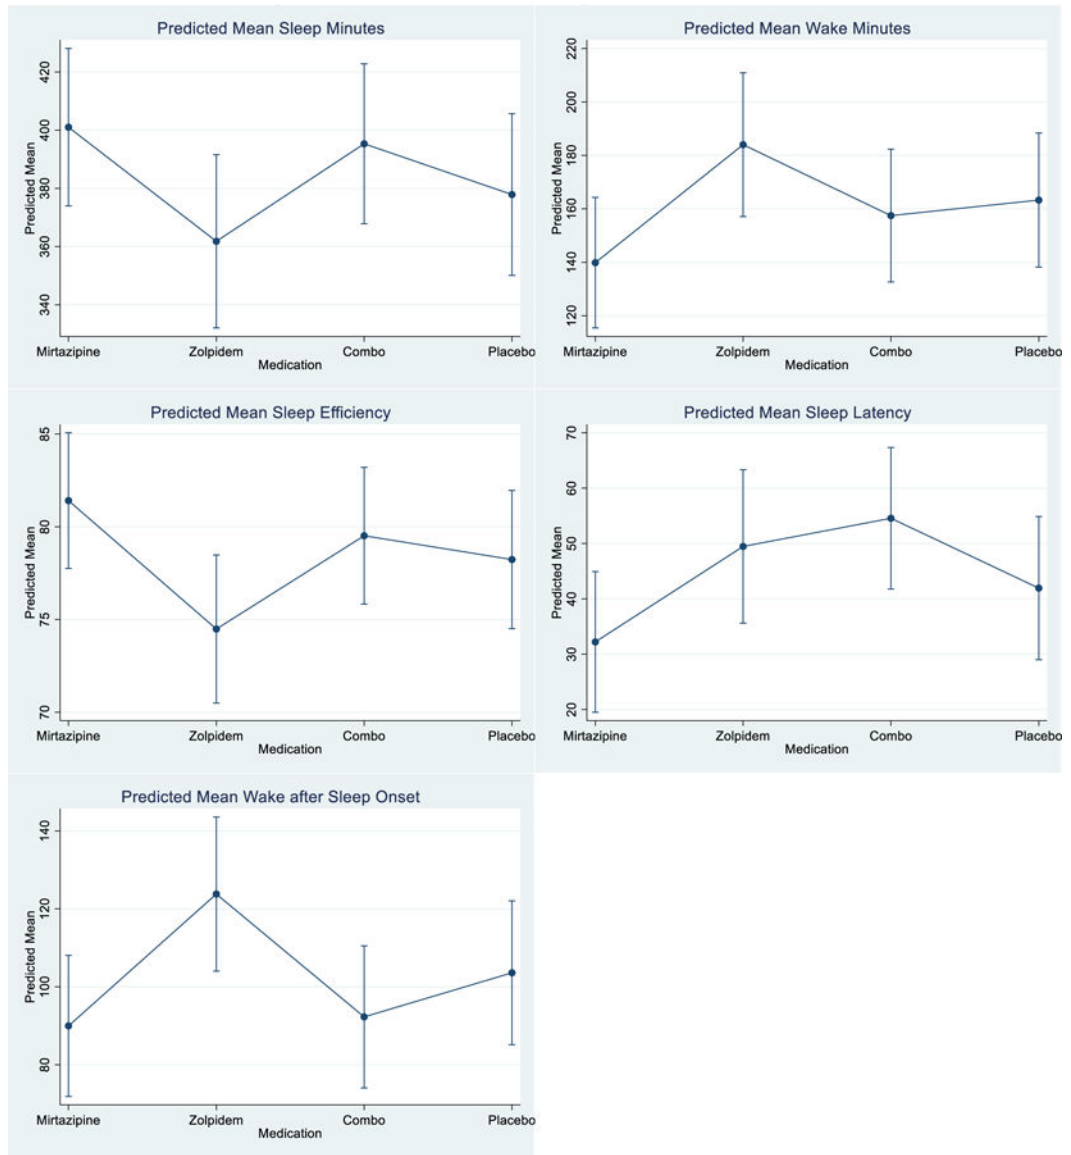 Predicted Mean Sleep Minutes
Predicted Mean
420
400
380
360
340
Mirtazipine Zolpidem Combo Placebo
Medication
Predicted Mean Wake Minutes
Predicted Mean
220
200
180
160
140
120
Mirtazipine Zolpidem Combo Placebo
Medication
Predicted Mean Sleep Efficiency
Predicted Mean
85
80
75
70
Mirtazipine Zolpidem Combo Placebo
Medication
Predicted Mean Sleep Latency
Predicted Mean
70
60
50
40
30
20
Mirtazipine Zolpidem Combo Placebo
Medication
Predicted Mean Wake after Sleep Onset
Predicted Mean
140
120
100
80
Mirtazipine Zolpidem Combo Placebo
Medication